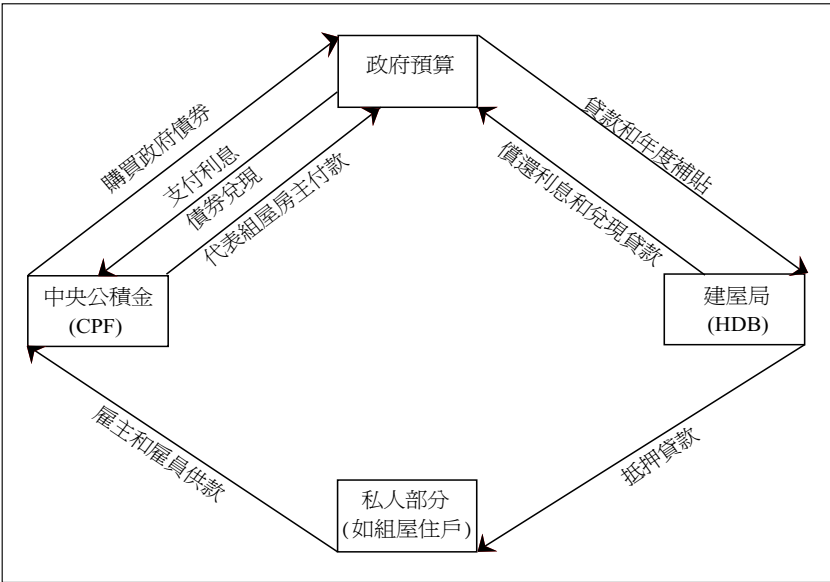 政府預算
購買政府債券
支付利息
債券兌現
代表組屋房主付款
貸款和年度補貼
償還利息和兌現貸款
中央公積金
(CPF)
建屋局
(HDB)
雇主和雇員供款
抵押貸款
私人部分
(如組屋住戶)